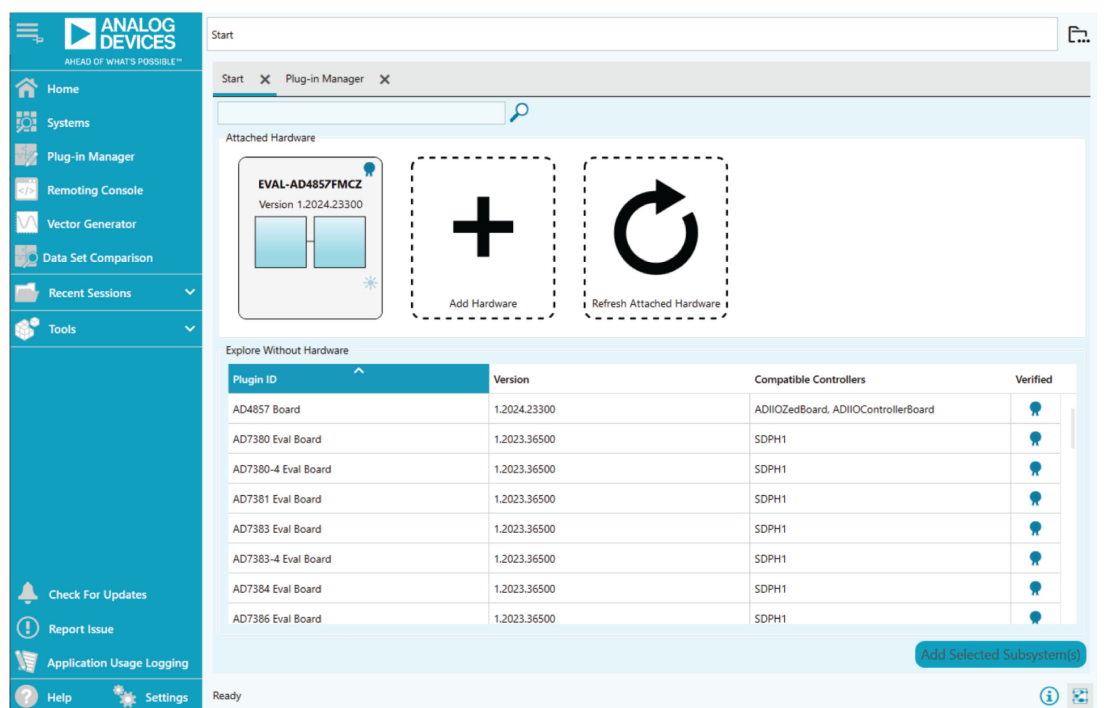 ANALOG
DEVICES
AHEAD OF WHAT'S POSSIBLE™
Home
Systems
Plug-in Manager
Remoting Console
Vector Generator
Data Set Comparison
Recent Sessions
Tools
Check For Updates
Report Issue
Application Usage Logging
Help Settings
Start
Start Plug-in Manager
Attached Hardware
EVAL-AD4857FMCZ
Version 1.2024.23300
Add Hardware
Refresh Attached Hardware
Explore Without Hardware
Plugin ID Version Compatible Controllers Verified
AD4857 Board 1.2024.23300 ADIIOZedBoard, ADIIOControllerBoard
AD7380 Eval Board 1.2023.36500 SDPH1
AD7380-4 Eval Board 1.2023.36500 SDPH1
AD7381 Eval Board 1.2023.36500 SDPH1
AD7383 Eval Board 1.2023.36500 SDPH1
AD7383-4 Eval Board 1.2023.36500 SDPH1
AD7384 Eval Board 1.2023.36500 SDPH1
AD7386 Eval Board 1.2023.36500 SDPH1
Add Selected Subsystem(s)
Ready